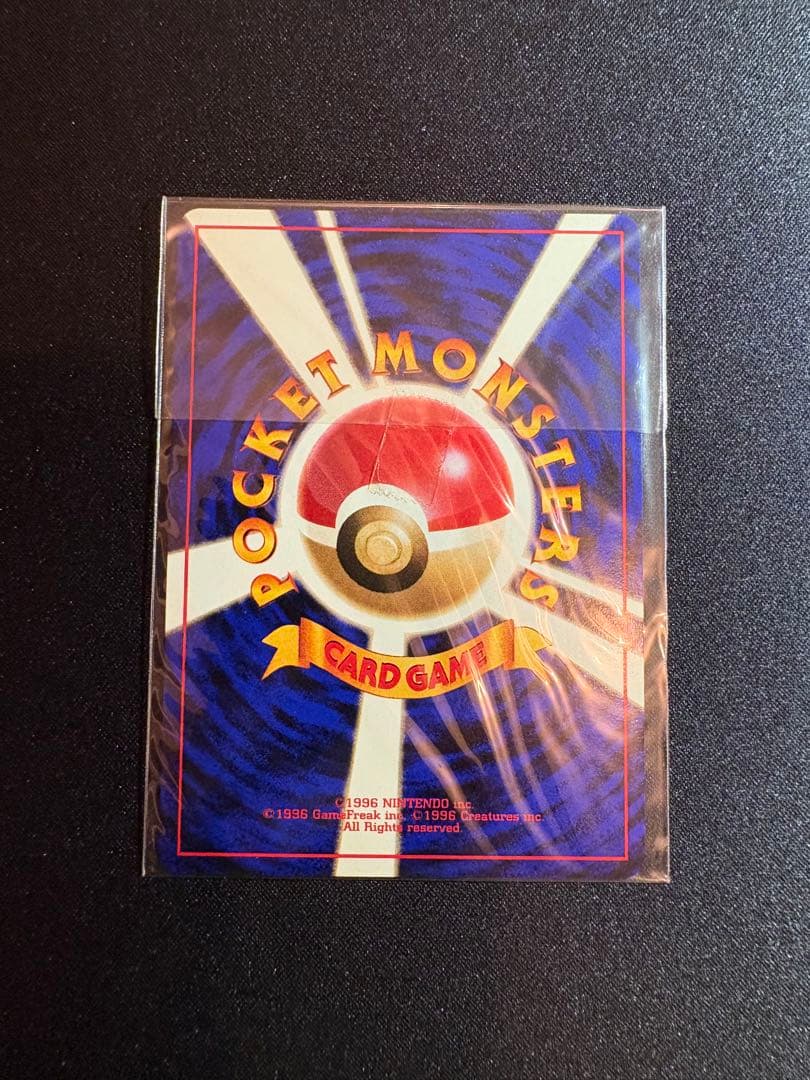 POCKET MONSTERS
CARD GAME
©1996 NINTENDO inc.
©1996 GameFreak inc. ©1996 Creatures inc.
All Rights reserved.